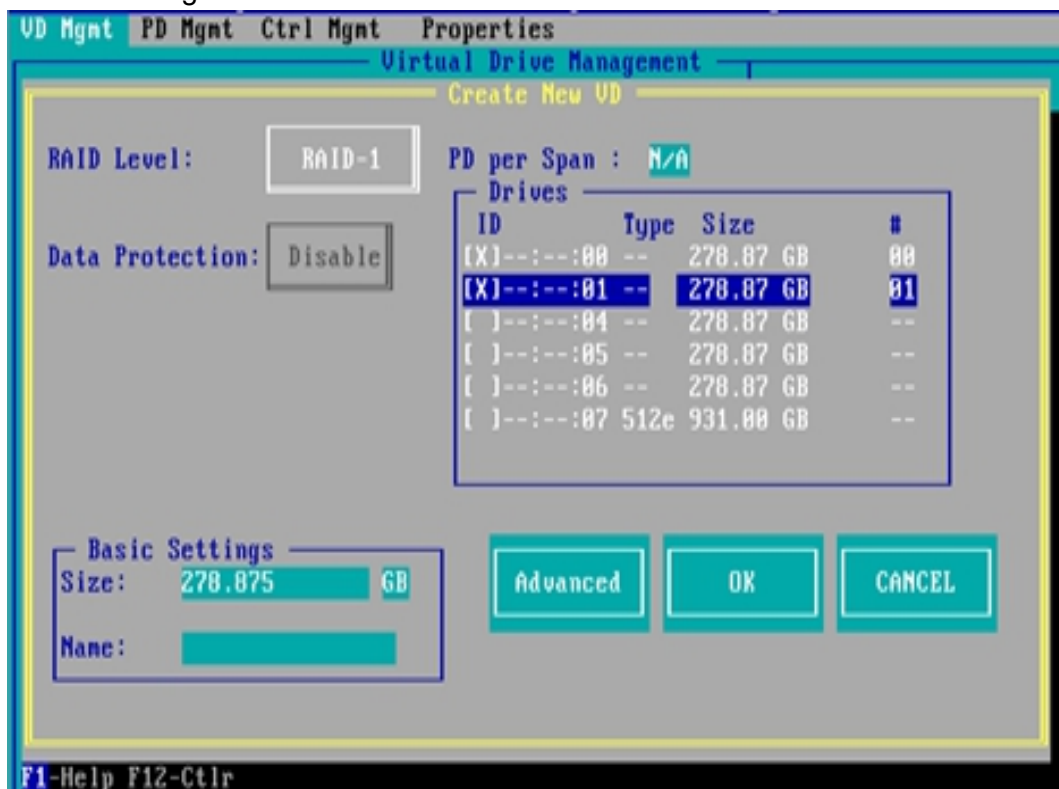 VD Mgmt PD Mgmt Ctrl Mgmt Properties
Virtual Drive Management
Create New VD
RAID Level: RAID-1 PD per Span : N/A
Drives
ID Type Size #
Data Protection: Disable
[X]--:--:00 -- 278.87 GB 00
[X]--:--:01 -- 278.87 GB 01
[ ]--:--:04 -- 278.87 GB --
[ ]--:--:05 -- 278.87 GB --
[ ]--:--:06 -- 278.87 GB --
[ ]--:--:07 512e 931.00 GB --
Basic Settings
Size: 278.875 GB
Name:
Advanced OK CANCEL
F1-Help F12-Ctlr